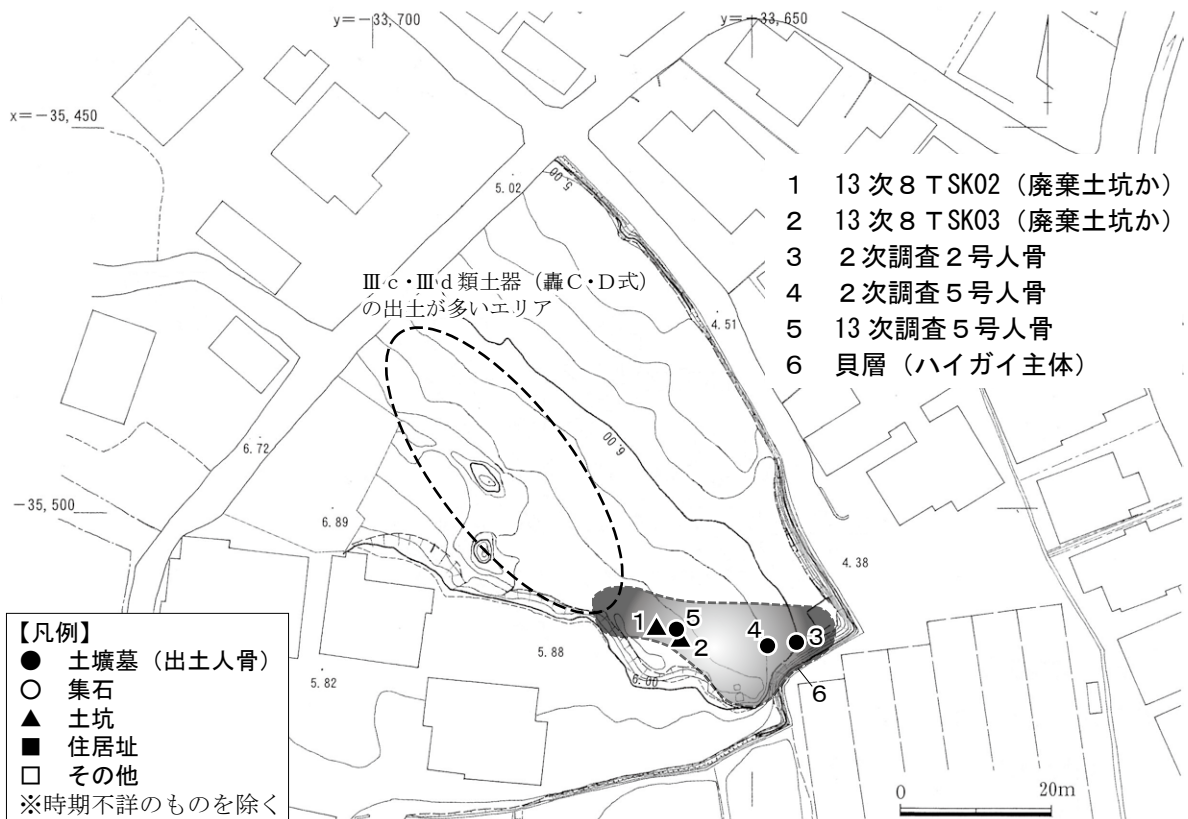 y=－33,700
y=－33,650
x=－35,450
1 13次８ＴSK02（廃棄土坑か）
2 13次８ＴSK03（廃棄土坑か）
3 ２次調査２号人骨
4 ２次調査５号人骨
5 13次調査５号人骨
6 貝層（ハイガイ主体）
5.02
5.00
Ⅲｃ・Ⅲｄ類土器（轟Ｃ・Ｄ式）
の出土が多いエリア
4.51
6.00
6.72
－35,500
6.89
4.38
1
5
2
4
3
6
5.88
6.00
5.82
【凡例】
● 土壙墓（出土人骨）
○ 集石
▲ 土坑
■ 住居址
□ その他
※時期不詳のものを除く
0
20m